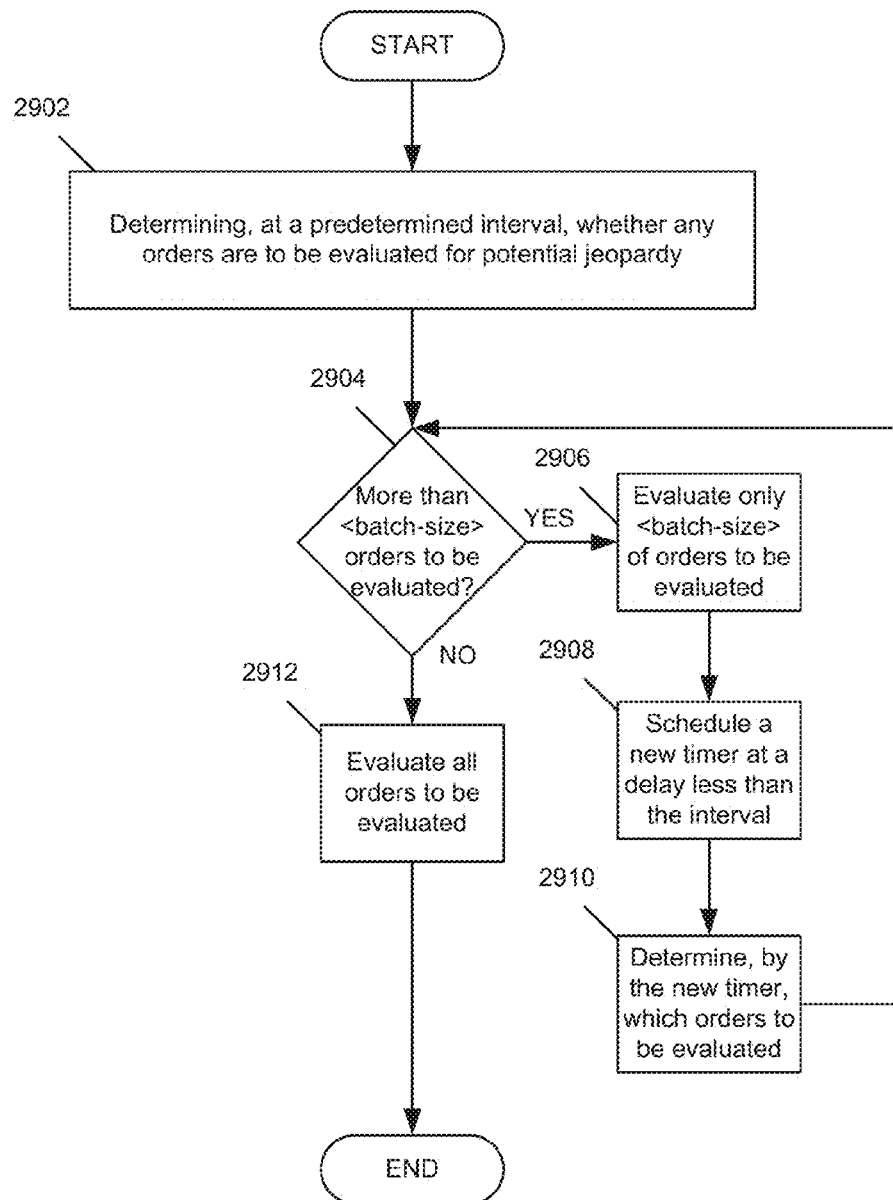 START
2902
Determining, at a predetermined interval, whether any
orders are to be evaluated for potential jeopardy
2904
More than
<batch-size>
orders to be
evaluated?
YES
2906
Evaluate only
<batch-size>
of orders to be
evaluated
NO
2908
Schedule a
new timer at a
delay less than
the interval
2912
Evaluate all
orders to be
evaluated
2910
Determine, by
the new timer,
which orders to
be evaluated
END